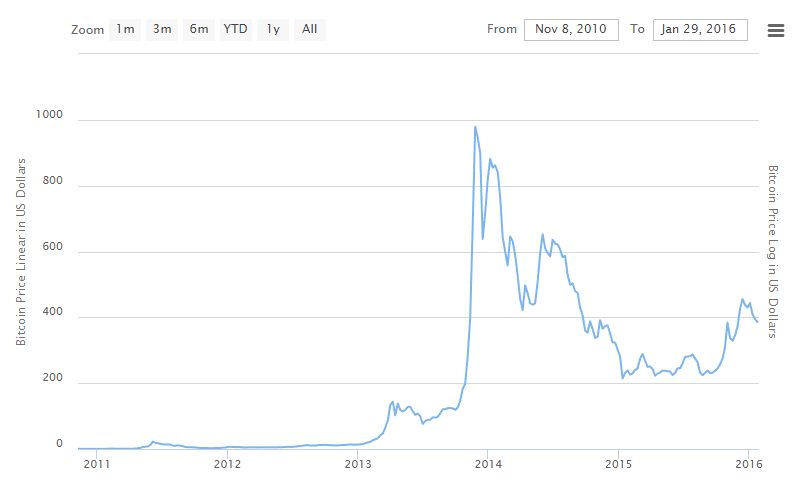 Zoom 1m 3m 6m YTD 1y All From Nov 8, 2010 To Jan 29, 2016
Bitcoin Price Linear in US Dollars
1000
800
600
400
200
0
2011 2012 2013 2014 2015 2016
Bitcoin Price Log in US Dollars